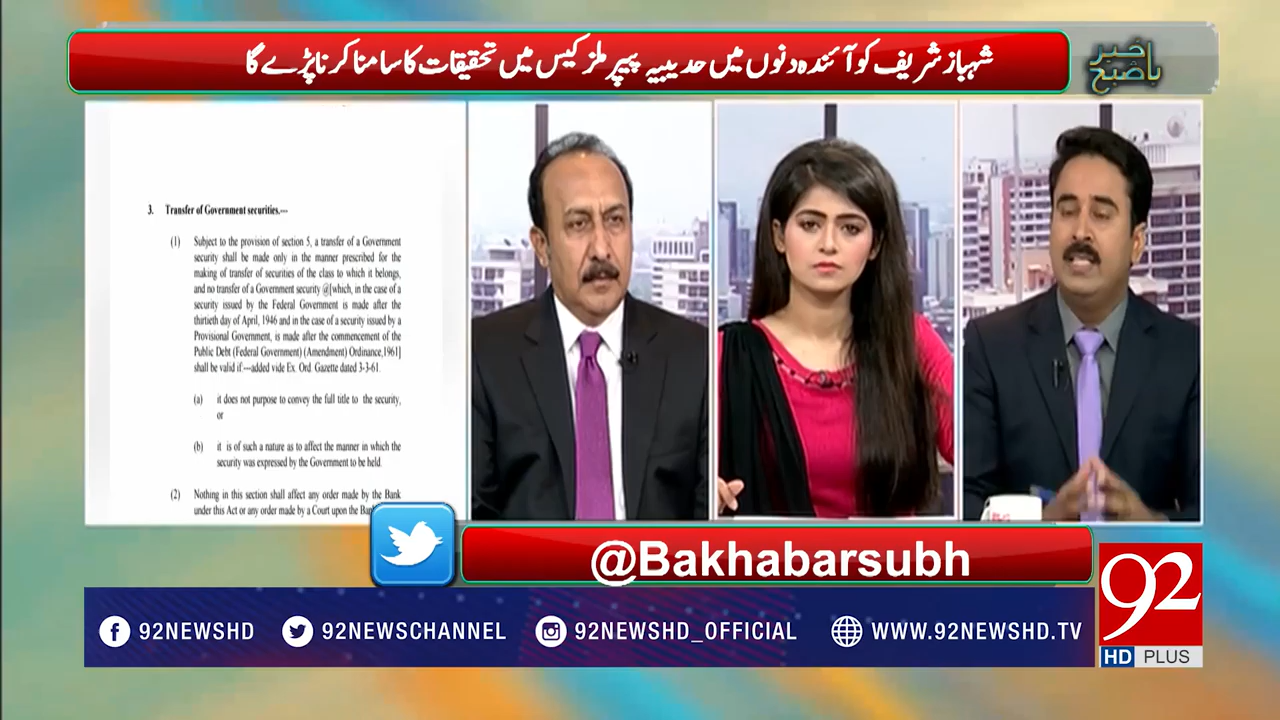 شہباز شریف کو آئندہ دنوں میں حدیبیہ پیپر ملز کیس میں تحقیقات کا سامنا کرنا پڑے گا
باخبر صبح
3. Transfer of Government securities.---
(1) Subject to the provision of section 5, a transfer of a Government
security shall be made only in the manner prescribed for the
making of transfer of securities of the class to which it belongs,
and no transfer of a Government security @[which, in the case of a
security issued by the Federal Government is made after the
thirtieth day of April, 1946 and in the case of a security issued by a
Provisional Government, is made after the commencement of the
Public Debt (Federal Government) (Amendment) Ordinance,1961]
shall be valid if ---added vide Ex. Ord. Gazette dated 3-3-61.
(a) it does not purpose to convey the full title to the security,
or
(b) it is of such a nature as to affect the manner in which the
security was expressed by the Government to be held.
(2) Nothing in this section shall affect any order made by the Bank
under this Act or any order made by a Court upon the
@Bakhabarsubh
92NEWSHD 92NEWSCHANNEL 92NEWSHD_OFFICIAL WWW.92NEWSHD.TV
92
HD PLUS